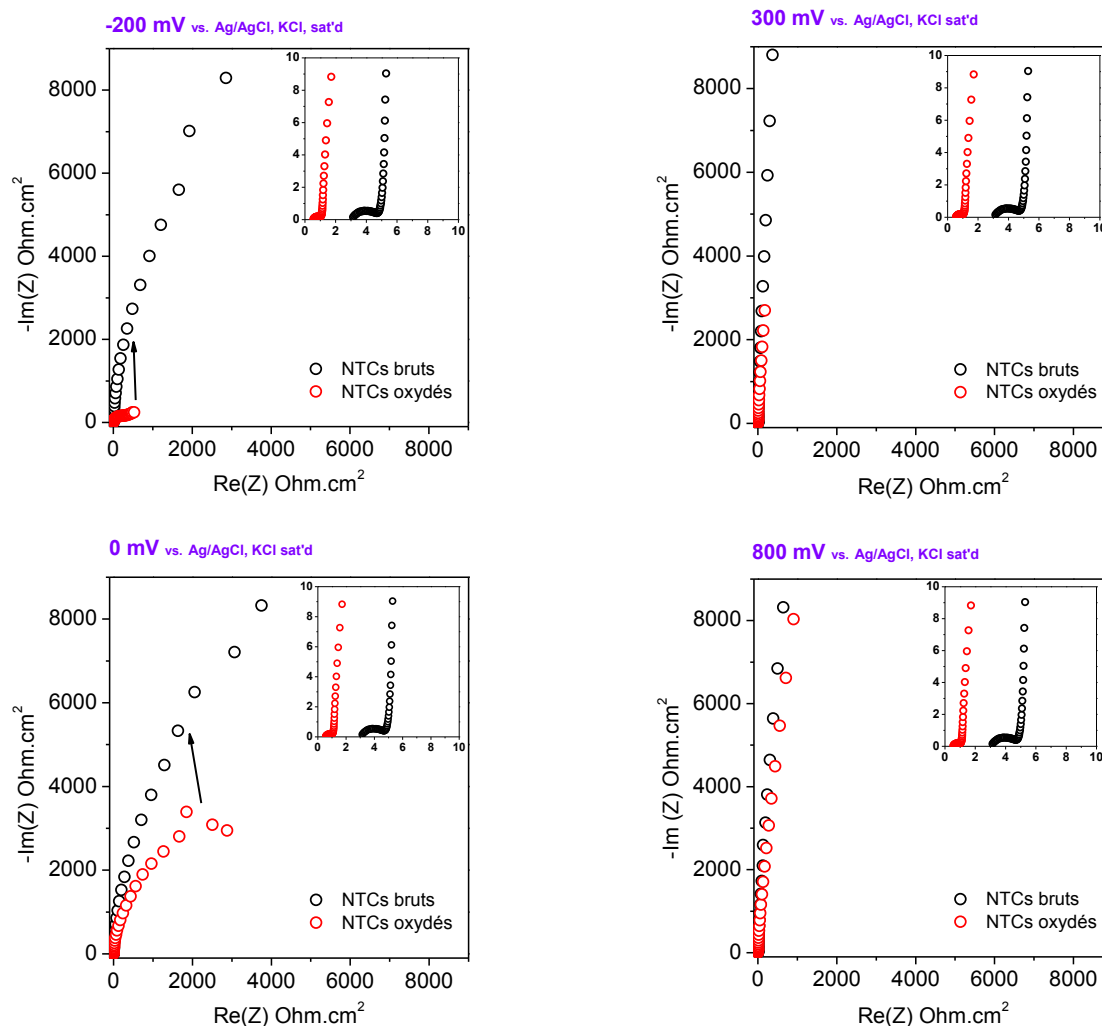 -200 mV vs. Ag/AgCl, KCl, sat'd
8000
6000
4000
2000
0
-Im(Z) Ohm.cm²
0 2000 4000 6000 8000
Re(Z) Ohm.cm²
10
8
6
4
2
0
0 2 4 6 8 10
NTCs bruts
NTCs oxydés
300 mV vs. Ag/AgCl, KCl sat'd
8000
6000
4000
2000
0
-Im(Z) Ohm.cm²
0 2000 4000 6000 8000
Re(Z) Ohm.cm²
10
8
6
4
2
0
0 2 4 6 8 10
NTCs bruts
NTCs oxydés
0 mV vs. Ag/AgCl, KCl sat'd
8000
6000
4000
2000
0
-Im(Z) Ohm.cm²
0 2000 4000 6000 8000
Re(Z) Ohm.cm²
10
8
6
4
2
0
0 2 4 6 8 10
NTCs bruts
NTCs oxydés
800 mV vs. Ag/AgCl, KCl sat'd
8000
6000
4000
2000
0
-Im (Z) Ohm.cm²
0 2000 4000 6000 8000
Re(Z) Ohm.cm²
10
8
6
4
2
0
0 2 4 6 8 10
NTCs bruts
NTCs oxydés